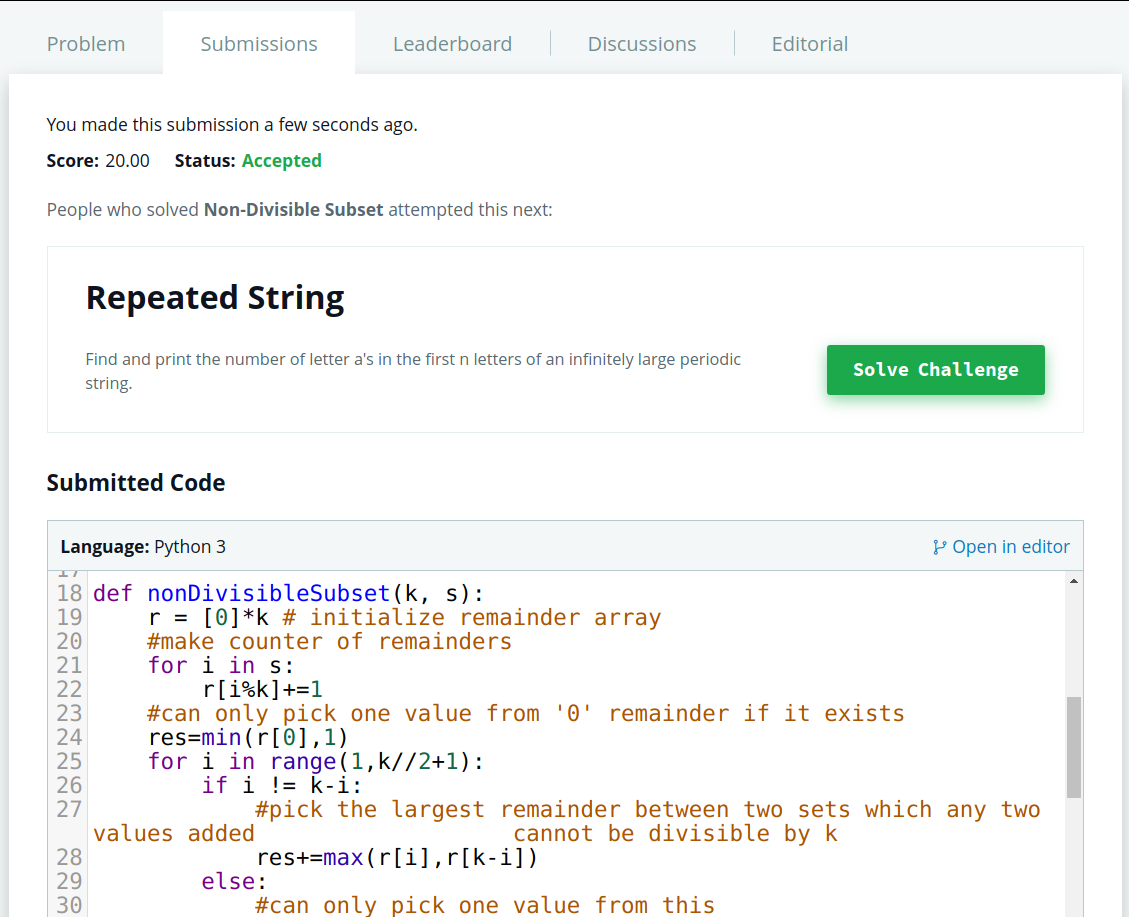 Problem
Submissions
Leaderboard
Discussions
Editorial
You made this submission a few seconds ago.
Score: 20.00 Status: Accepted
People who solved Non-Divisible Subset attempted this next:
Repeated String
Find and print the number of letter a's in the first n letters of an infinitely large periodic
string.
Solve Challenge
Submitted Code
Language: Python 3
Open in editor
17
18 def nonDivisibleSubset(k, s):
19     r = [0]*k # initialize remainder array
20     #make counter of remainders
21     for i in s:
22         r[i%k]+=1
23     #can only pick one value from '0' remainder if it exists
24     res=min(r[0],1)
25     for i in range(1,k//2+1):
26         if i != k-i:
27             #pick the largest remainder between two sets which any two
values added                   cannot be divisible by k
28             res+=max(r[i],r[k-i])
29         else:
30             #can only pick one value from this